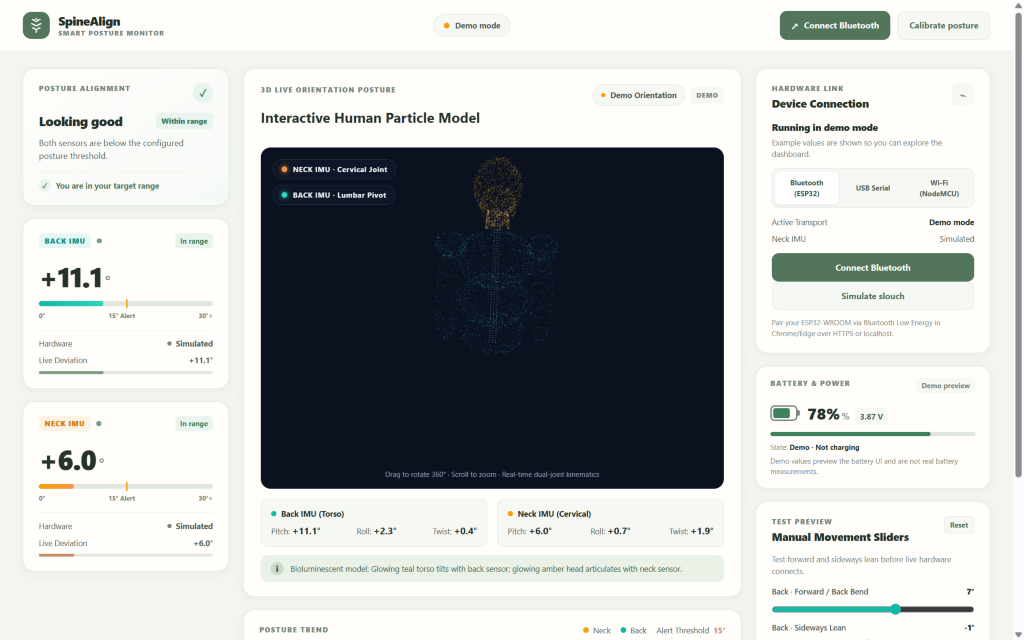 SpineAlign
SMART POSTURE MONITOR
Demo mode
↗ Connect Bluetooth
Calibrate posture
POSTURE ALIGNMENT
✓
Looking good
Within range
Both sensors are below the configured
posture threshold.
✓ You are in your target range
BACK IMU
In range
+11.1°
0°
15° Alert
30°+
Hardware
Simulated
Live Deviation
+11.1°
NECK IMU
In range
+6.0°
0°
15° Alert
30°+
Hardware
Simulated
Live Deviation
+6.0°
3D LIVE ORIENTATION POSTURE
Interactive Human Particle Model
Demo Orientation
DEMO
NECK IMU · Cervical Joint
BACK IMU · Lumbar Pivot
Drag to rotate 360° · Scroll to zoom · Real-time dual-joint kinematics
Back IMU (Torso)
Pitch: +11.1° Roll: +2.3° Twist: +0.4°
Neck IMU (Cervical)
Pitch: +6.0° Roll: +0.7° Twist: +1.9°
i Bioluminescent model: Glowing teal torso tilts with back sensor; glowing amber head articulates with neck sensor.
POSTURE TREND
Neck
Back
Alert Threshold 15°
HARDWARE LINK
Device Connection
Running in demo mode
Example values are shown so you can explore the
dashboard.
Bluetooth
(ESP32)
USB Serial
Wi-Fi
(NodeMCU)
Active Transport
Demo mode
Neck IMU
Simulated
Connect Bluetooth
Simulate slouch
Pair your ESP32-WROOM via Bluetooth Low Energy in
Chrome/Edge over HTTPS or localhost.
BATTERY & POWER
Demo preview
78% %
3.87 V
State: Demo · Not charging
Demo values preview the battery UI and are not real battery
measurements.
TEST PREVIEW
Manual Movement Sliders
Reset
Test forward and sideways lean before live hardware
connects.
Back · Forward / Back Bend
7°
Back · Sideways Lean
-1°